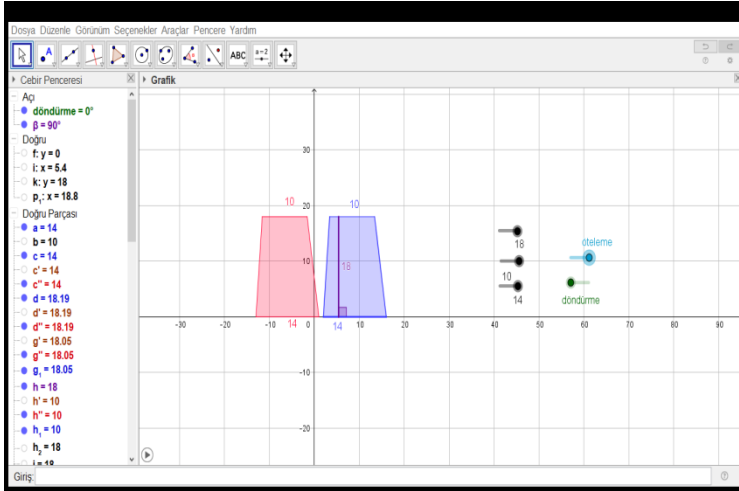 Dosya Düzenle Görünüm Seçenekler Araçlar Pencere Yardım
A
ABC
a=2
Cebir Penceresi
Grafik
Açı
döndürme = 0°
β = 90°
Doğru
f: y = 0
i: x = 5.4
k: y = 18
p₁: x = 18.8
Doğru Parçası
a = 14
b = 10
c = 14
c' = 14
c'' = 14
d = 18.19
d' = 18.19
d'' = 18.19
g' = 18.05
g'' = 18.05
g₁ = 18.05
h = 18
h' = 10
h'' = 10
h₁ = 10
h₂ = 18
i = 18
30
20
10
-10
-20
-30
-20
-10
0
10
20
30
40
50
60
70
80
90
10
10
18
14
14
18
10
14
öteleme
döndürme
Giriş: